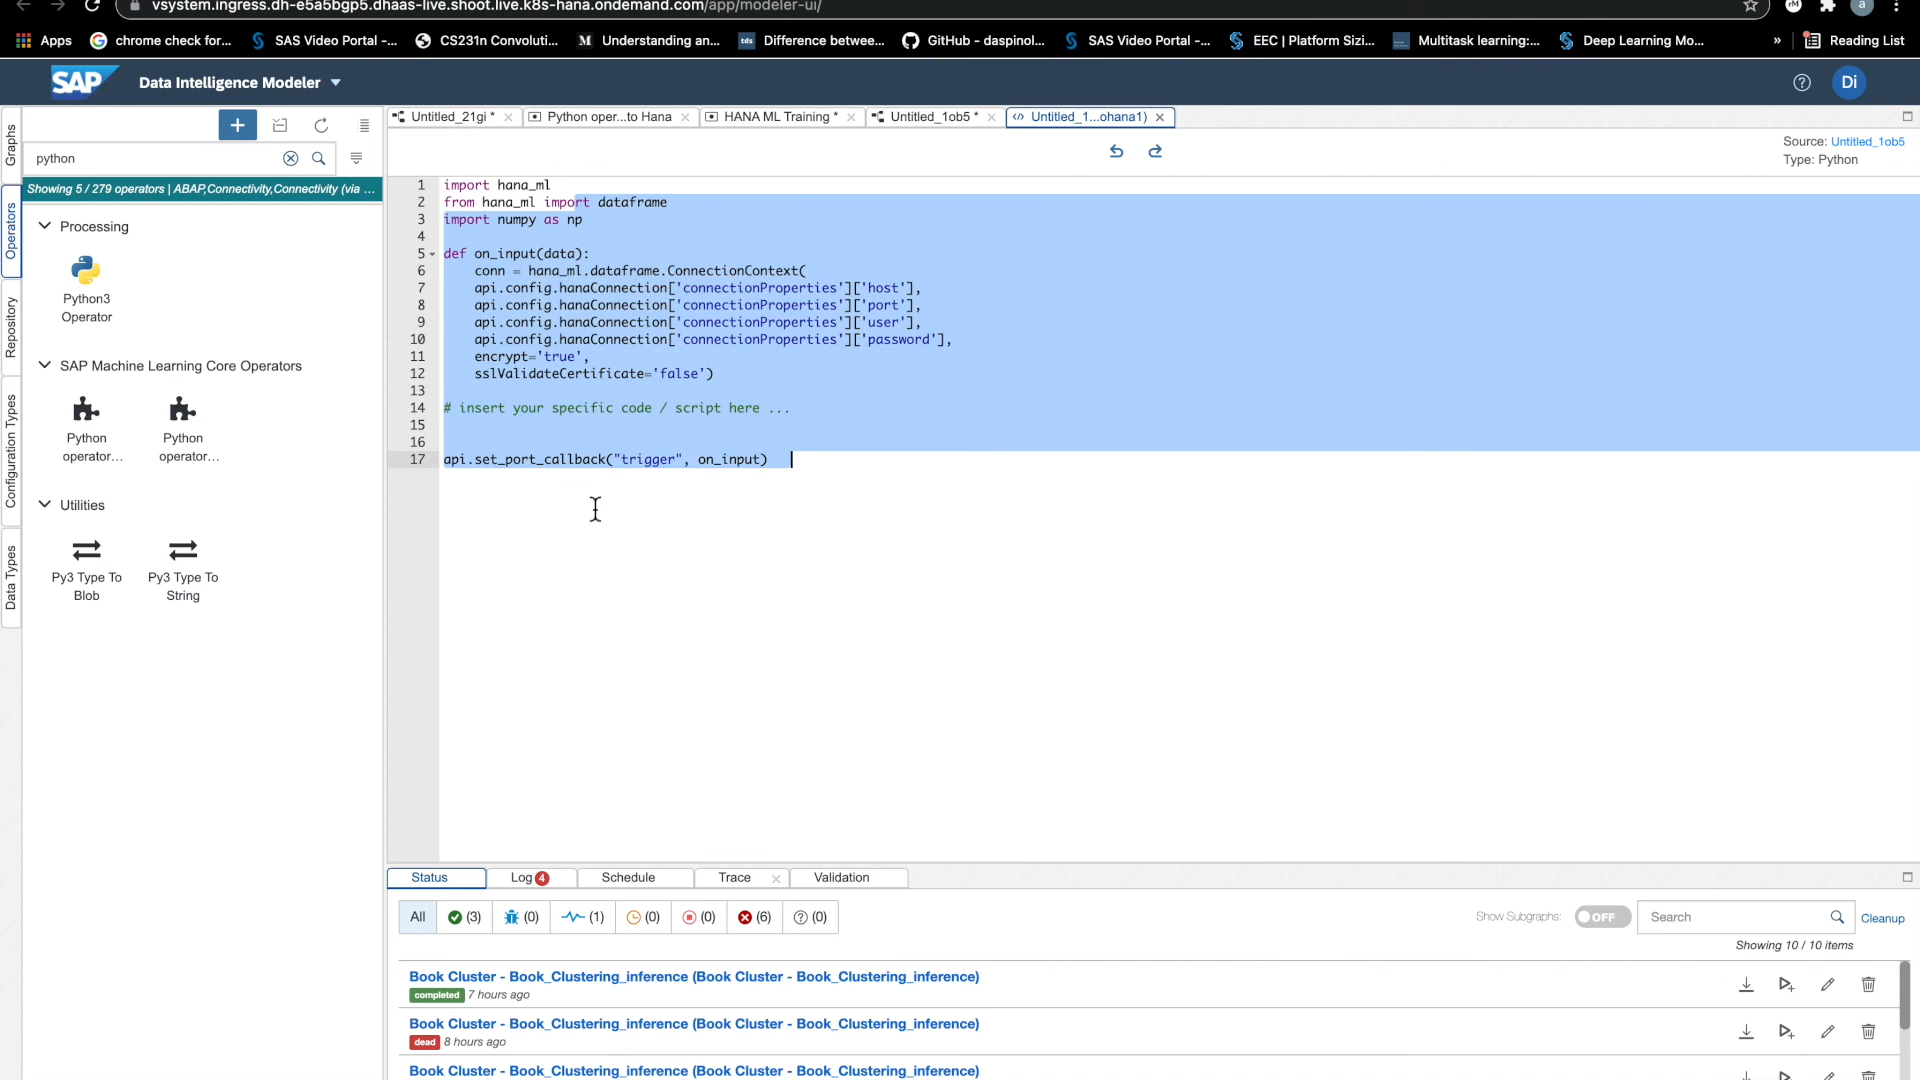 vsystem.ingress.dh-e5a5bgp5.dhaas-live.shoot.live.k8s-hana.ondemand.com/app/modeler-ui/
Apps
chrome check for...
SAS Video Portal -...
CS231n Convoluti...
Understanding an...
Difference betwee...
GitHub - daspinol...
SAS Video Portal -...
EEC | Platform Sizi...
Multitask learning:...
Deep Learning Mo...
»
Reading List
SAP
Data Intelligence Modeler
Di
Graphs
Operators
Repository
Configuration Types
Data Types
python
Showing 5 / 279 operators | ABAP,Connectivity,Connectivity (via ...
Processing
Python3
Operator
SAP Machine Learning Core Operators
Python
operator...
Python
operator...
Utilities
Py3 Type To
Blob
Py3 Type To
String
Untitled_21gi *
Python oper...to Hana
HANA ML Training *
Untitled_1ob5 *
Untitled_1...ohana1)
Source: Untitled_1ob5
Type: Python
1 import hana_ml
2 from hana_ml import dataframe
3 import numpy as np
4
5 def on_input(data):
6 conn = hana_ml.dataframe.ConnectionContext(
7 api.config.hanaConnection['connectionProperties']['host'],
8 api.config.hanaConnection['connectionProperties']['port'],
9 api.config.hanaConnection['connectionProperties']['user'],
10 api.config.hanaConnection['connectionProperties']['password'],
11 encrypt='true',
12 sslValidateCertificate='false')
13
14 # insert your specific code / script here ...
15
16
17 api.set_port_callback("trigger", on_input)
Status
Log 4
Schedule
Trace
Validation
All
(3)
(0)
(1)
(0)
(0)
(6)
(0)
Show Subgraphs:
OFF
Search
Cleanup
Showing 10 / 10 items
Book Cluster - Book_Clustering_inference (Book Cluster - Book_Clustering_inference)
completed 7 hours ago
Book Cluster - Book_Clustering_inference (Book Cluster - Book_Clustering_inference)
dead 8 hours ago
Book Cluster - Book_Clustering_inference (Book Cluster - Book_Clustering_inference)